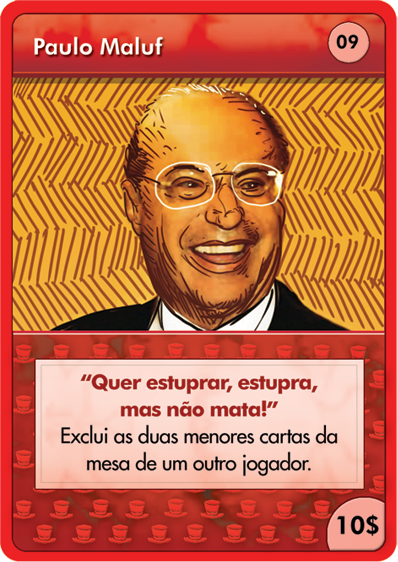 Paulo Maluf
09
“Quer estuprar, estupra,
mas não mata!”
Exclui as duas menores cartas da
mesa de um outro jogador.
10$